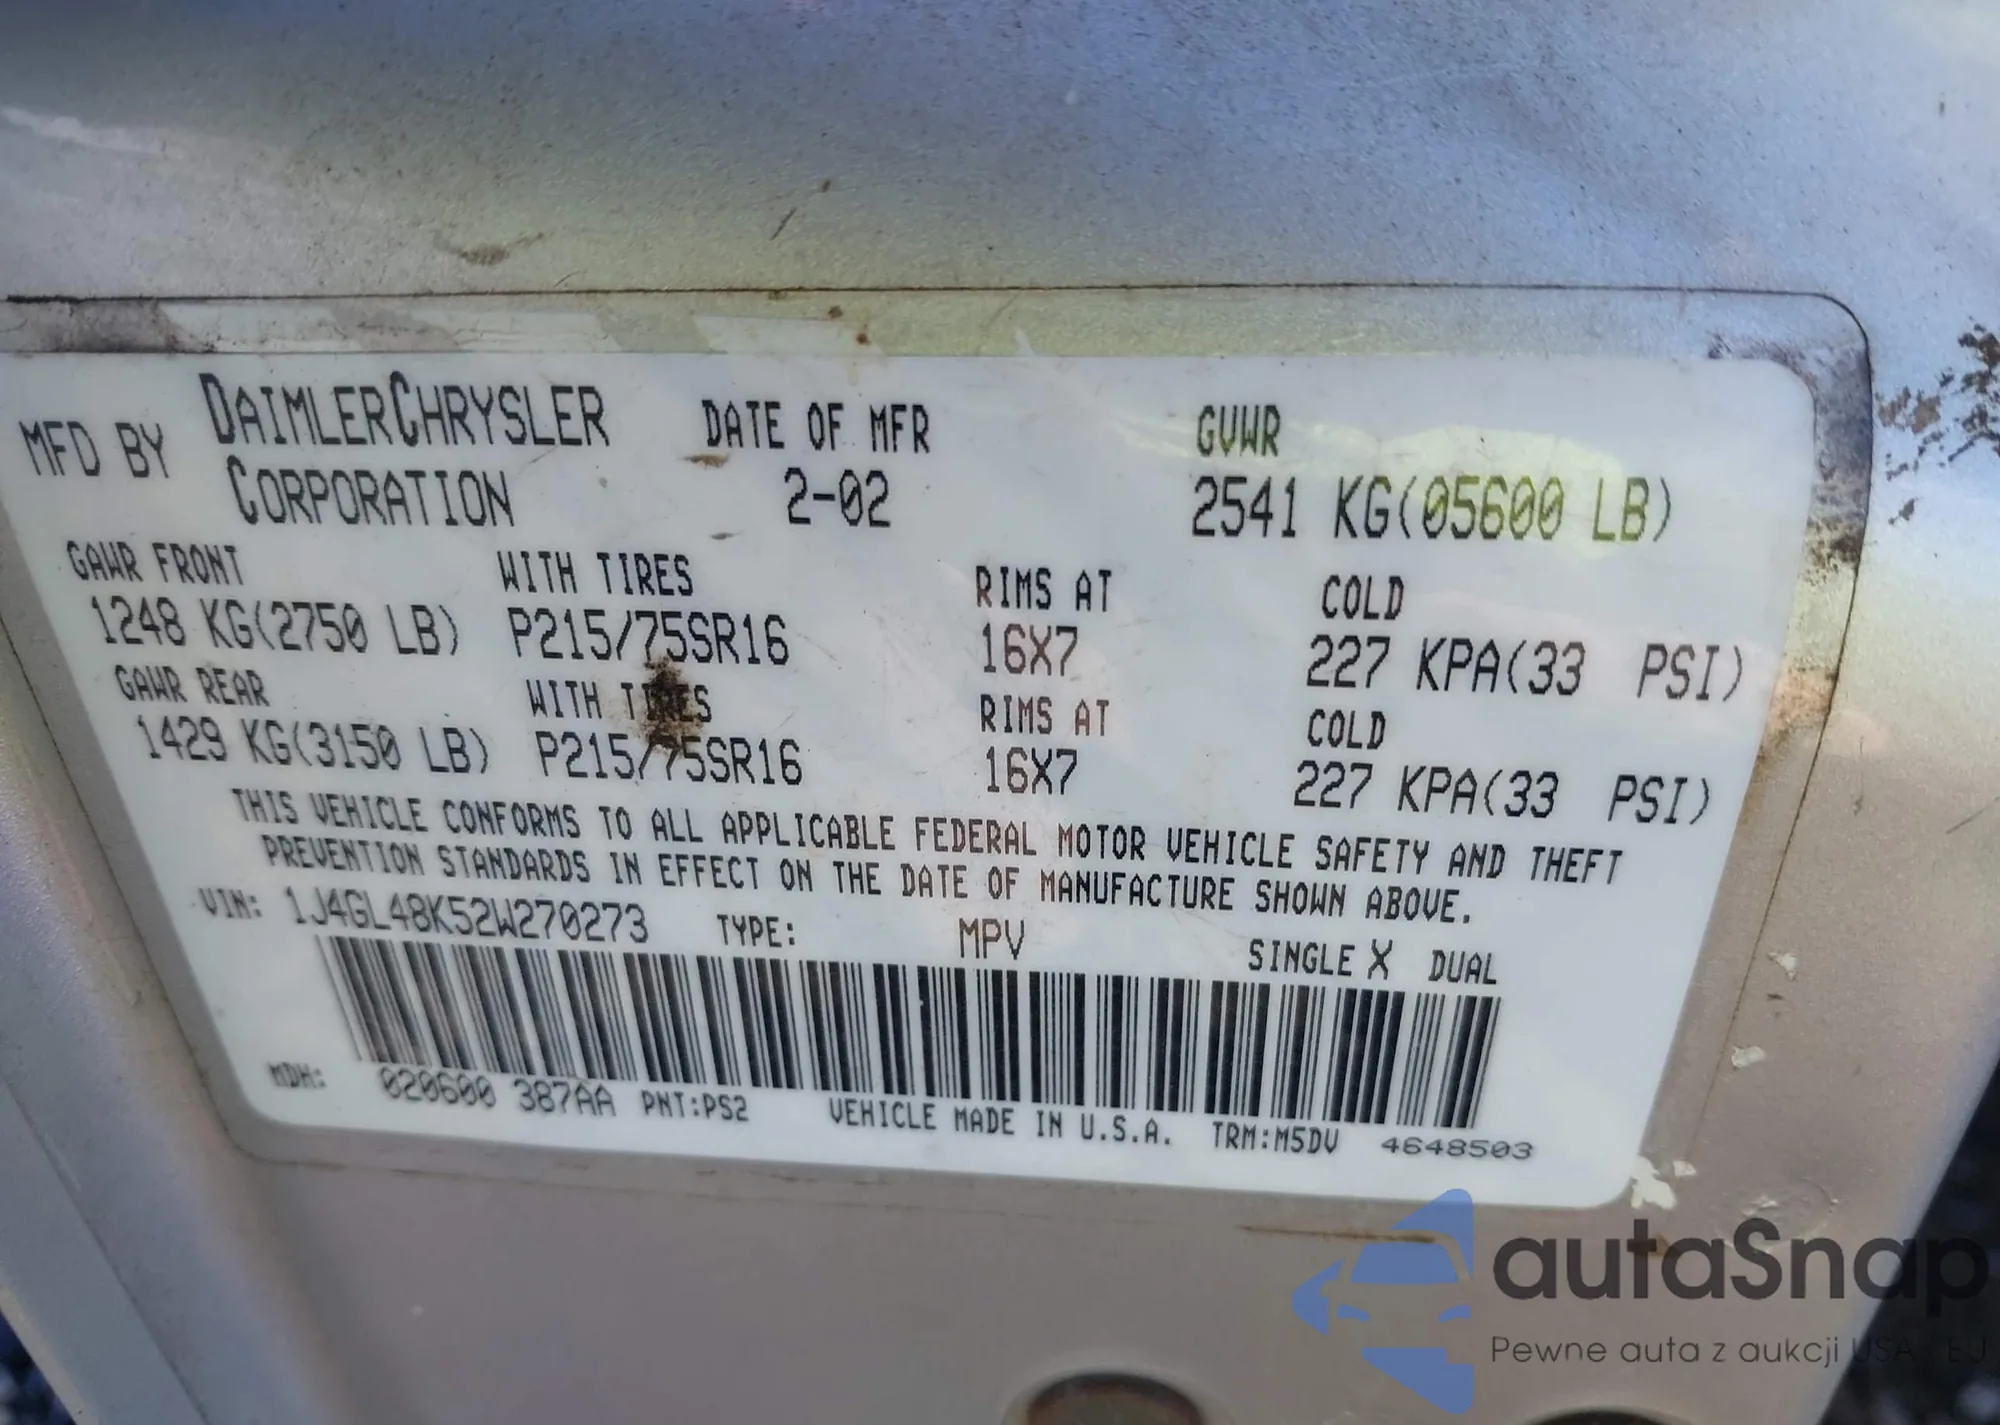 MFD BY DAIMLERCHRYSLER CORPORATION
DATE OF MFR
2-02
GVWR
2541 KG(05600 LB)
GAWR FRONT WITH TIRES RIMS AT COLD
1248 KG(2750 LB) P215/75SR16 16X7 227 KPA(33 PSI)
GAWR REAR WITH TIRES RIMS AT COLD
1429 KG(3150 LB) P215/75SR16 16X7 227 KPA(33 PSI)
THIS VEHICLE CONFORMS TO ALL APPLICABLE FEDERAL MOTOR VEHICLE SAFETY AND THEFT
PREVENTION STANDARDS IN EFFECT ON THE DATE OF MANUFACTURE SHOWN ABOVE.
VIN: 1J4GL48K52W270273 TYPE: MPV SINGLE X DUAL
MDH: 020600 387AA PNT:PS2 VEHICLE MADE IN U.S.A. TRM:M5DV 4648503
autaSnap
Pewne auta z aukcji USA - EU